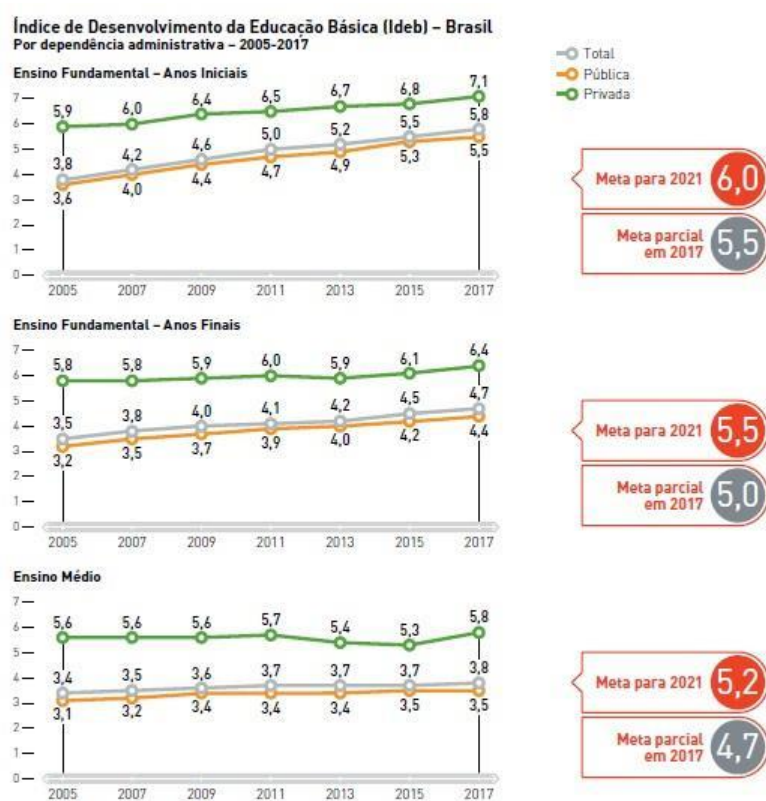 Índice de Desenvolvimento da Educação Básica (Ideb) – Brasil
Por dependência administrativa – 2005-2017
Total
Pública
Privada
Ensino Fundamental – Anos Iniciais
7
6
5
4
3
2
1
0
5,9 6,0 6,4 6,5 6,7 6,8 7,1
3,8 4,2 4,6 5,0 5,2 5,5 5,8
3,6 4,0 4,4 4,7 4,9 5,3 5,5
2005 2007 2009 2011 2013 2015 2017
Meta para 2021 6,0
Meta parcial
em 2017 5,5
Ensino Fundamental – Anos Finais
7
6
5
4
3
2
1
0
5,8 5,8 5,9 6,0 5,9 6,1 6,4
3,5 3,8 4,0 4,1 4,2 4,5 4,7
3,2 3,5 3,7 3,9 4,0 4,2 4,4
2005 2007 2009 2011 2013 2015 2017
Meta para 2021 5,5
Meta parcial
em 2017 5,0
Ensino Médio
7
6
5
4
3
2
1
0
5,6 5,6 5,6 5,7 5,4 5,3 5,8
3,4 3,5 3,6 3,7 3,7 3,7 3,8
3,1 3,2 3,4 3,4 3,4 3,5 3,5
2005 2007 2009 2011 2013 2015 2017
Meta para 2021 5,2
Meta parcial
em 2017 4,7